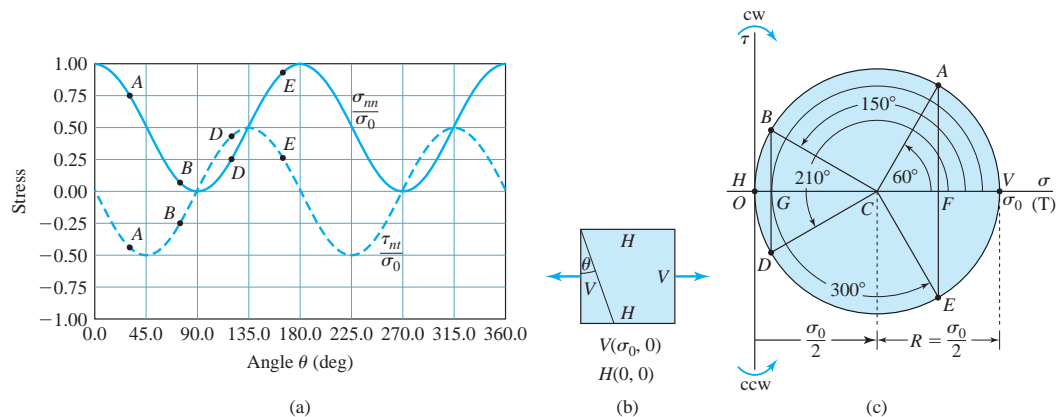 1.00
0.75
0.50
0.25
0.00
−0.25
−0.50
−0.75
−1.00
Stress
A
B
D
D
E
E
B
A
σnn/σ0
τnt/σ0
0.0 45.0 90.0 135.0 180.0 225.0 270.0 315.0 360.0
Angle θ (deg)
(a)
H
θ
V
V
H
V(σ0, 0)
H(0, 0)
(b)
cw
τ
A
B
150°
H
210°
60°
V
σ
O
G
C
F
σ0 (T)
D
300°
E
σ0/2
R = σ0/2
ccw
(c)